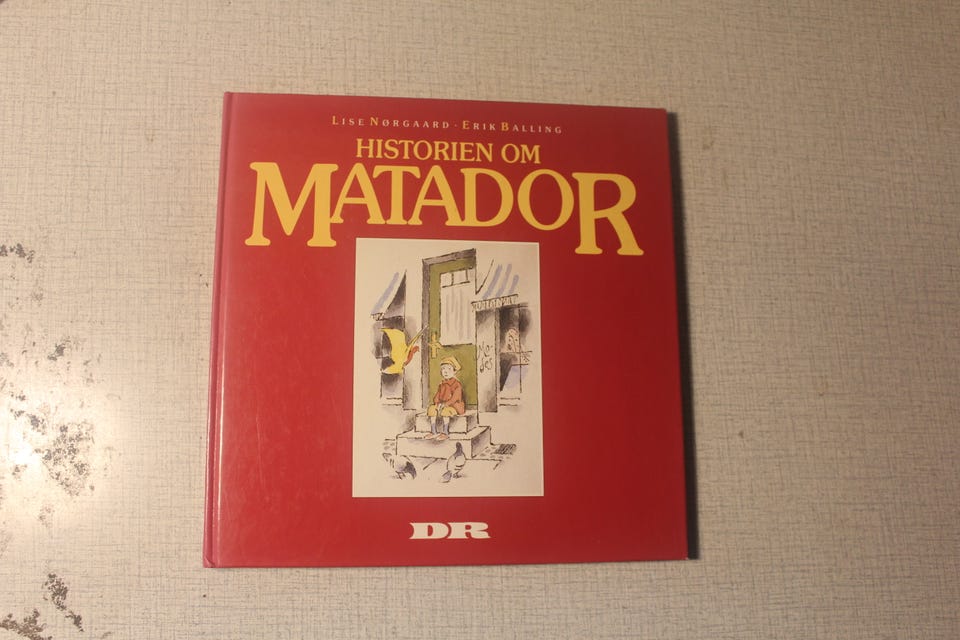 LISE NØRGAARD · ERIK BALLING
HISTORIEN OM
MATADOR
DR